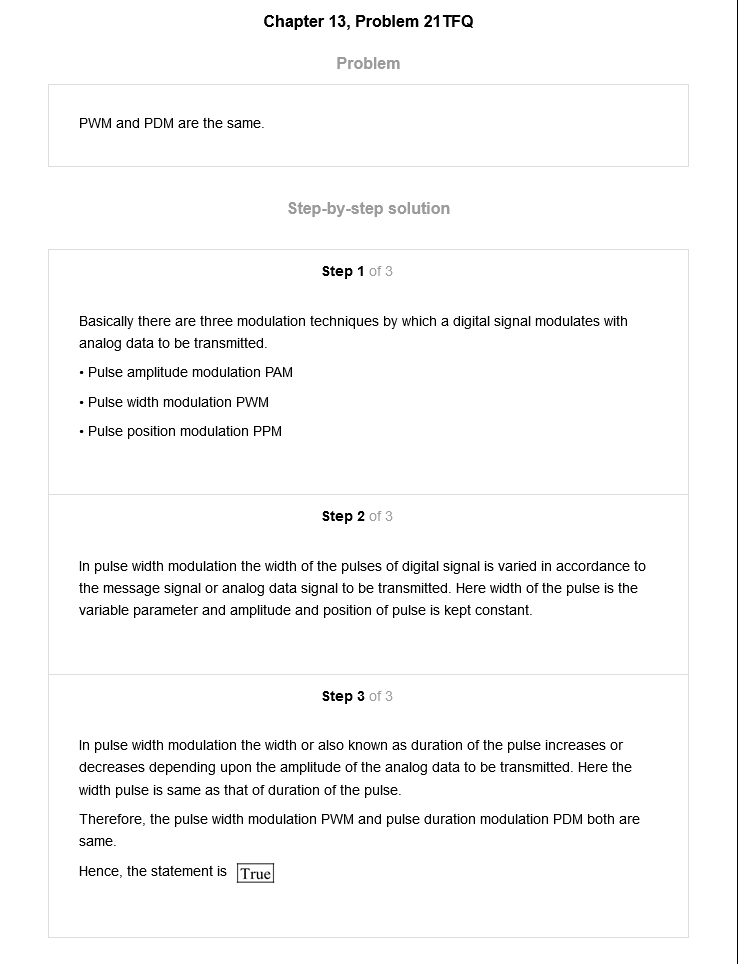 Chapter 13, Problem 21TFQ
Problem
PWM and PDM are the same.
Step-by-step solution
Step 1 of 3
Basically there are three modulation techniques by which a digital signal modulates with
analog data to be transmitted.
• Pulse amplitude modulation PAM
• Pulse width modulation PWM
• Pulse position modulation PPM
Step 2 of 3
In pulse width modulation the width of the pulses of digital signal is varied in accordance to
the message signal or analog data signal to be transmitted. Here width of the pulse is the
variable parameter and amplitude and position of pulse is kept constant.
Step 3 of 3
In pulse width modulation the width or also known as duration of the pulse increases or
decreases depending upon the amplitude of the analog data to be transmitted. Here the
width pulse is same as that of duration of the pulse.
Therefore, the pulse width modulation PWM and pulse duration modulation PDM both are
same.
Hence, the statement is True